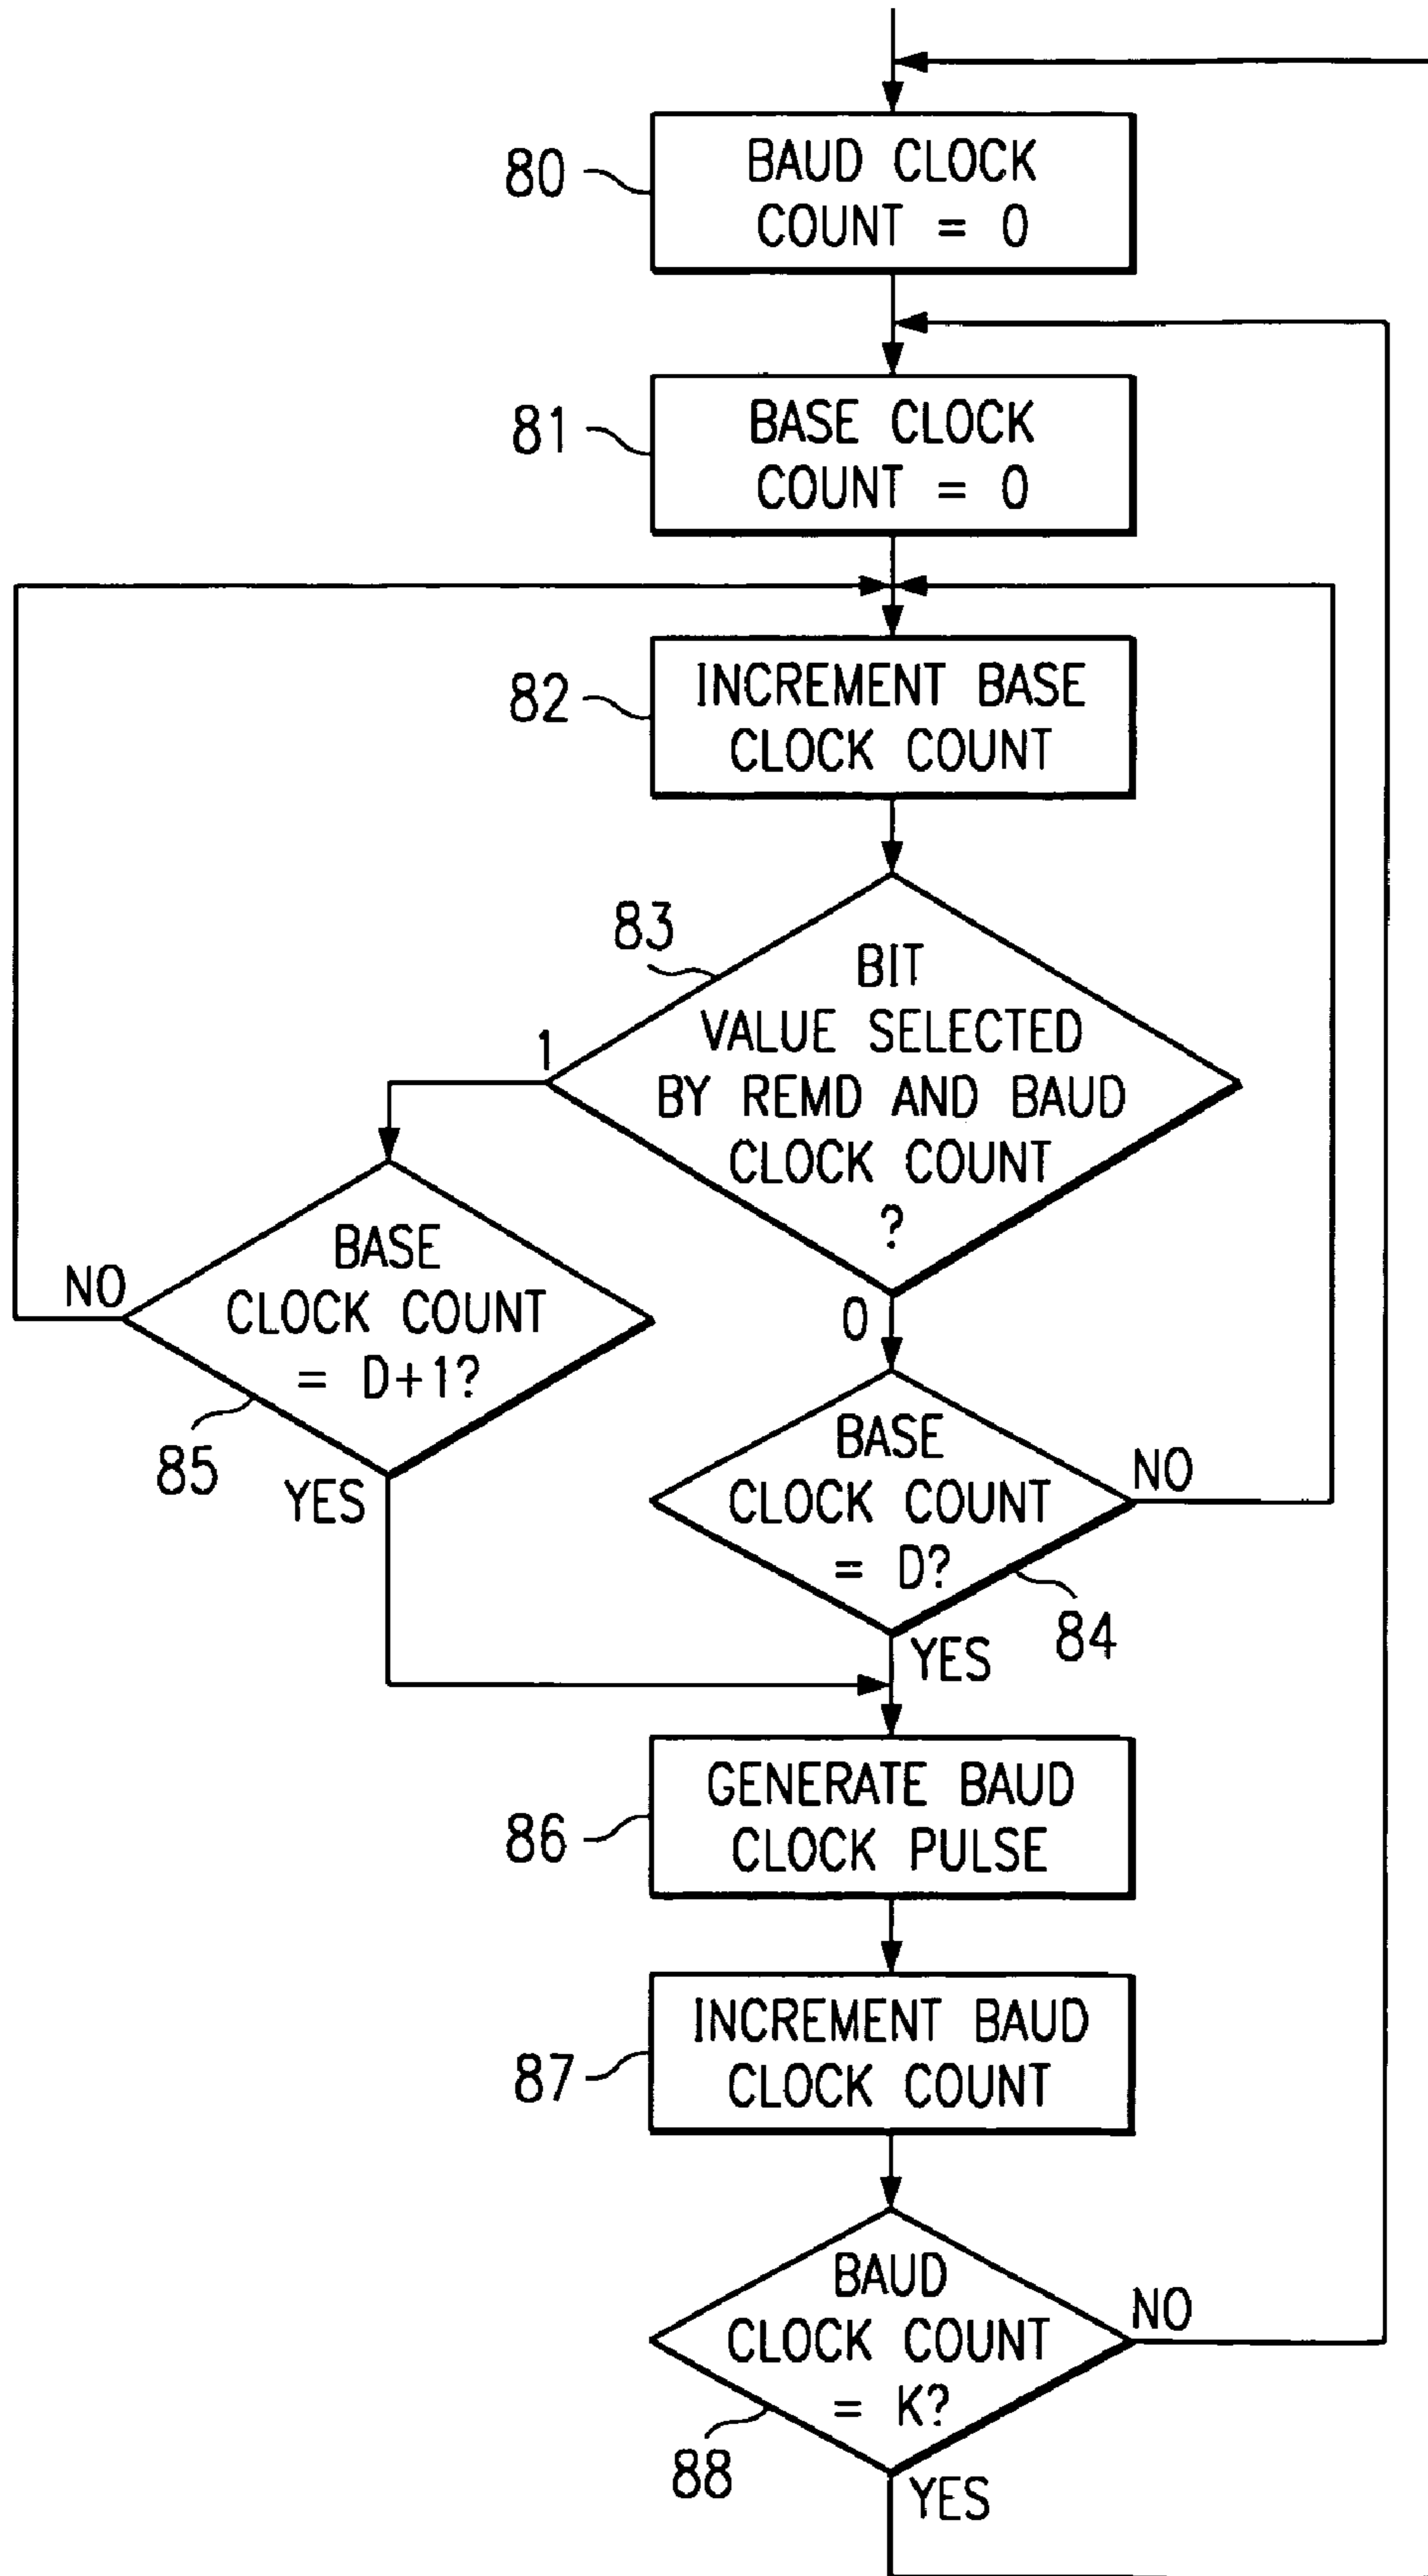 80
BAUD CLOCK
COUNT = 0
81
BASE CLOCK
COUNT = 0
82
INCREMENT BASE
CLOCK COUNT
83
BIT
VALUE SELECTED
BY REMD AND BAUD
CLOCK COUNT
?
1
0
BASE
CLOCK COUNT
= D+1?
NO
85
YES
BASE
CLOCK COUNT
= D?
NO
84
YES
86
GENERATE BAUD
CLOCK PULSE
87
INCREMENT BAUD
CLOCK COUNT
BAUD
CLOCK COUNT
= K?
NO
88
YES